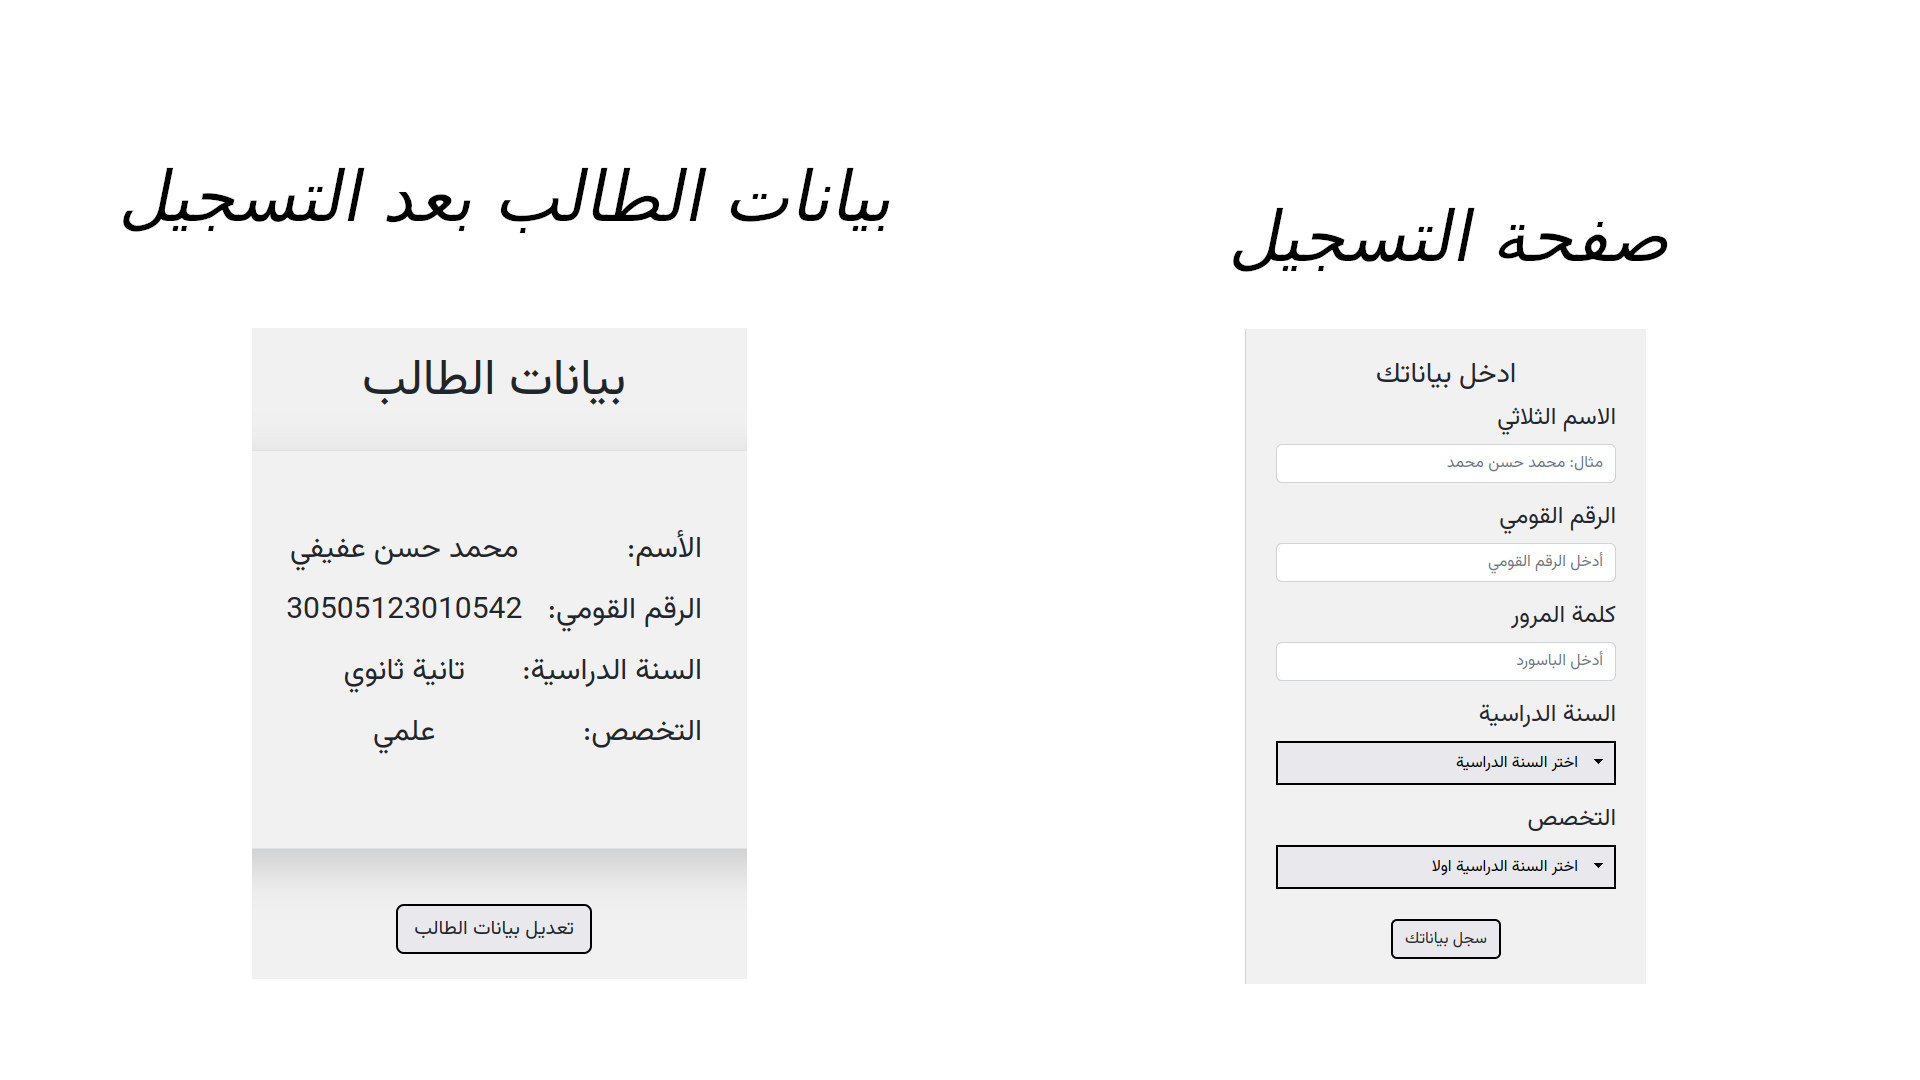 صفحة التسجيل
ادخل بياناتك
الاسم الثلاثي
مثال: محمد حسن محمد
الرقم القومي
أدخل الرقم القومي
كلمة المرور
أدخل الباسورد
السنة الدراسية
اختر السنة الدراسية
التخصص
اختر السنة الدراسية اولا
سجل بياناتك
بيانات الطالب بعد التسجيل
بيانات الطالب
الأسم: محمد حسن عفيفي
الرقم القومي: 30505123010542
السنة الدراسية: تانية ثانوي
التخصص: علمي
تعديل بيانات الطالب